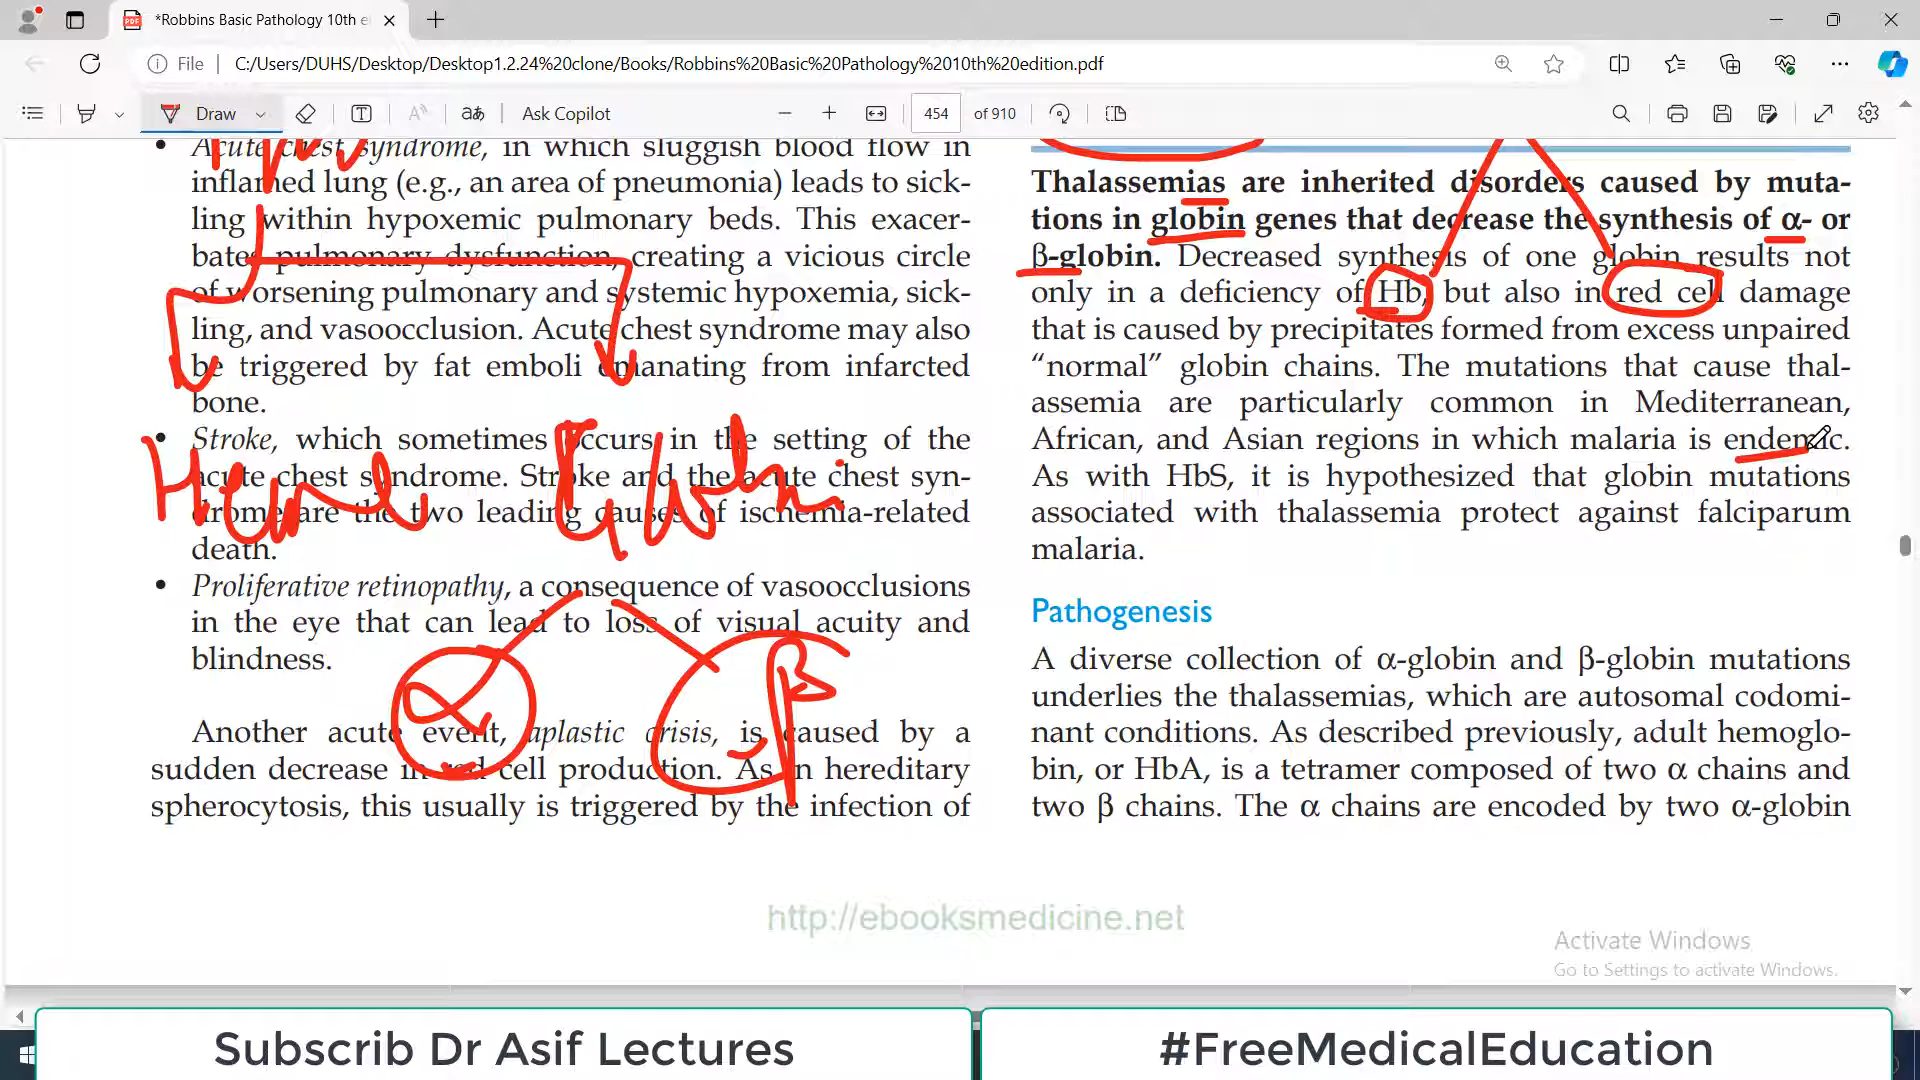 *Robbins Basic Pathology 10th e
File
C:/Users/DUHS/Desktop/Desktop1.2.24%20clone/Books/Robbins%20Basic%20Pathology%2010th%20edition.pdf
Draw
aあ
Ask Copilot
454
of 910
• Acute chest syndrome, in which sluggish blood flow in
inflamed lung (e.g., an area of pneumonia) leads to sick-
ling within hypoxemic pulmonary beds. This exacer-
bates pulmonary dysfunction, creating a vicious circle
of worsening pulmonary and systemic hypoxemia, sick-
ling, and vasoocclusion. Acute chest syndrome may also
be triggered by fat emboli emanating from infarcted
bone.
• Stroke, which sometimes occurs in the setting of the
acute chest syndrome. Stroke and the acute chest syn-
drome are the two leading causes of ischemia-related
death.
• Proliferative retinopathy, a consequence of vasoocclusions
in the eye that can lead to loss of visual acuity and
blindness.
Another acute event, aplastic crisis, is caused by a
sudden decrease in red cell production. As in hereditary
spherocytosis, this usually is triggered by the infection of
Heme
Globin
α
β
Thalassemias are inherited disorders caused by muta-
tions in globin genes that decrease the synthesis of α- or
β-globin. Decreased synthesis of one globin results not
only in a deficiency of Hb, but also in red cell damage
that is caused by precipitates formed from excess unpaired
“normal” globin chains. The mutations that cause thal-
assemia are particularly common in Mediterranean,
African, and Asian regions in which malaria is endemic.
As with HbS, it is hypothesized that globin mutations
associated with thalassemia protect against falciparum
malaria.
Pathogenesis
A diverse collection of α-globin and β-globin mutations
underlies the thalassemias, which are autosomal codomi-
nant conditions. As described previously, adult hemoglo-
bin, or HbA, is a tetramer composed of two α chains and
two β chains. The α chains are encoded by two α-globin
http://ebooksmedicine.net
Activate Windows
Go to Settings to activate Windows.
Subscrib Dr Asif Lectures
#FreeMedicalEducation